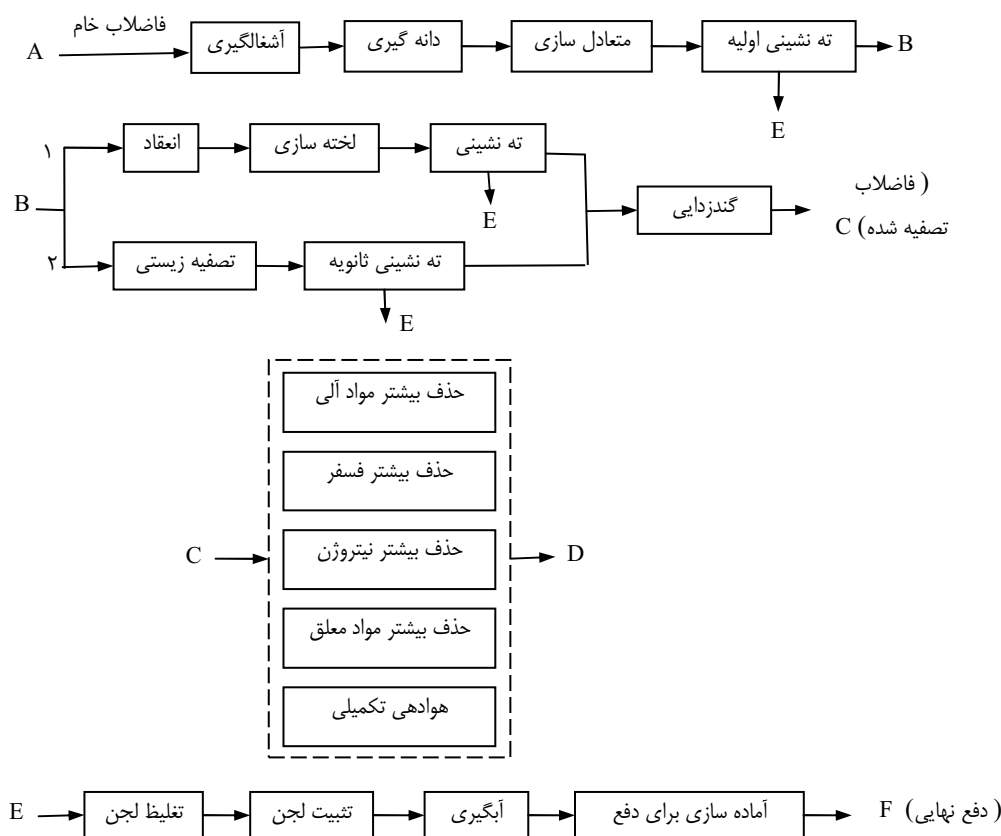 فاضلاب خام
A
آشغالگیری
دانه گیری
متعادل سازی
ته نشینی اولیه
B
E
۱
انعقاد
لخته سازی
ته نشینی
E
B
گندزدایی
( فاضلاب
تصفیه شده) C
۲
تصفیه زیستی
ته نشینی ثانویه
E
حذف بیشتر مواد آلی
حذف بیشتر فسفر
C
حذف بیشتر نیتروژن
D
حذف بیشتر مواد معلق
هوادهی تکمیلی
E
تغلیظ لجن
تثبیت لجن
آبگیری
آماده سازی برای دفع
F (دفع نهایی)